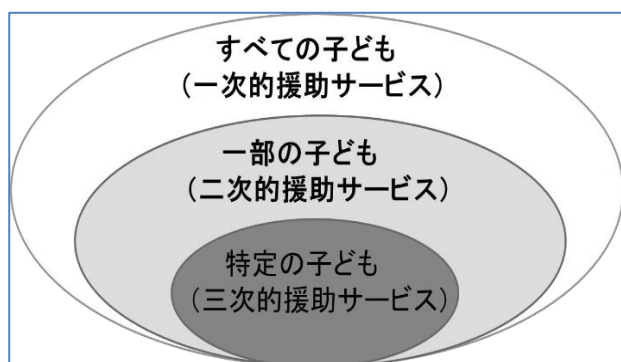 すべての子ども
（一次的援助サービス）
一部の子ども
（二次的援助サービス）
特定の子ども
（三次的援助サービス）